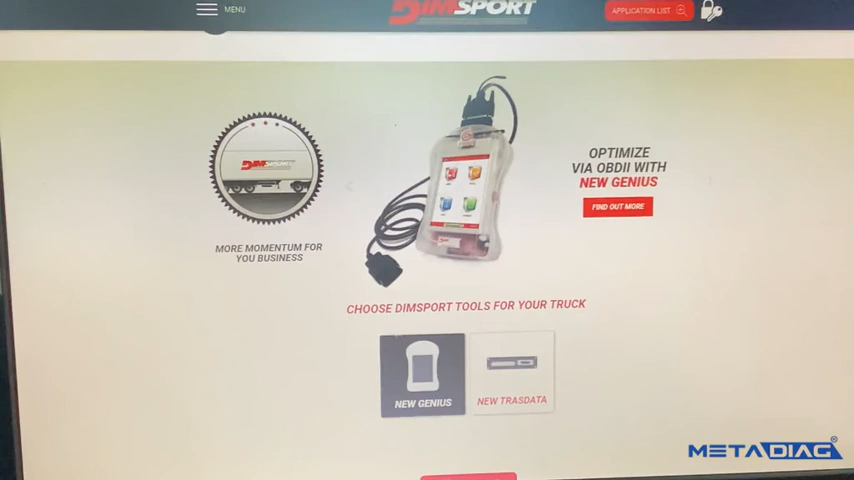 MENU
DIMSPORT
APPLICATION LIST
DIMSPORT
MORE MOMENTUM FOR
YOU BUSINESS
OPTIMIZE
VIA OBDII WITH
NEW GENIUS
FIND OUT MORE
CHOOSE DIMSPORT TOOLS FOR YOUR TRUCK
NEW GENIUS
NEW TRASDATA
METADIAG®